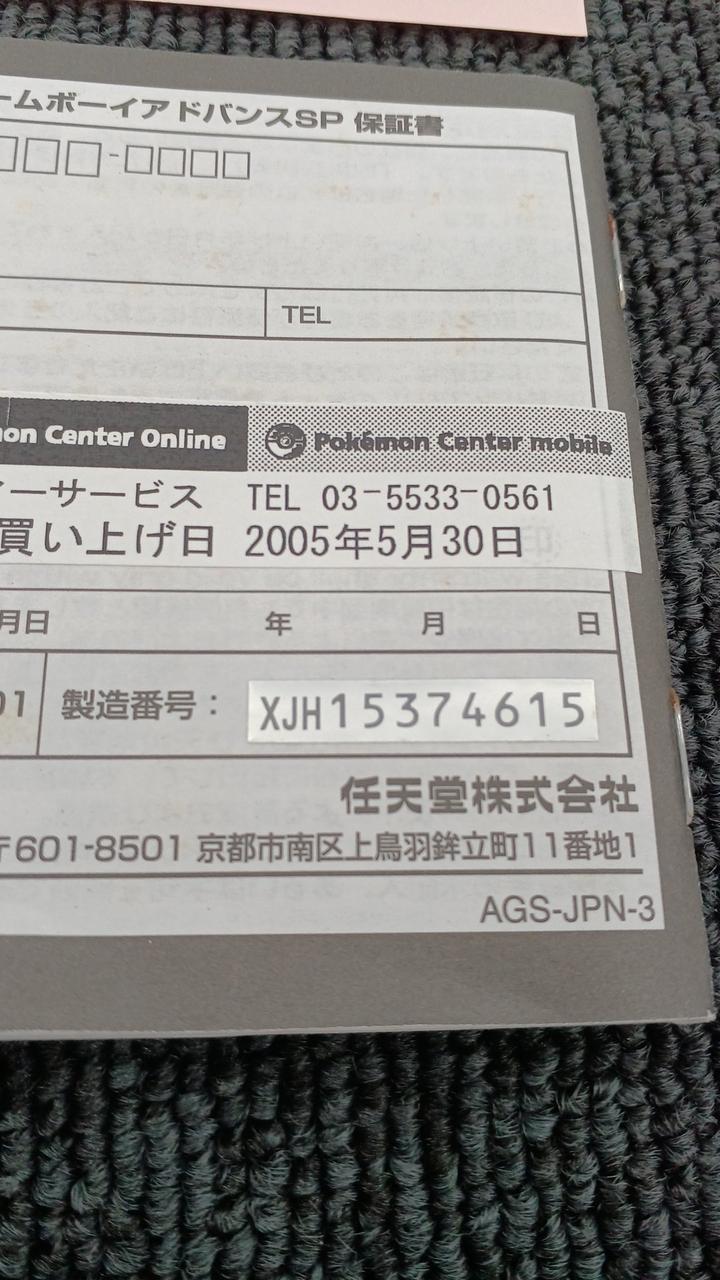 ームボーイアドバンスSP 保証書
TEL
Center Online
Pokémon Center mobile
ーサービス TEL 03-5533-0561
買い上げ日 2005年5月30日
月日 年 月 日
01 製造番号： XJH15374615
任天堂株式会社
〒601-8501 京都市南区上鳥羽鉾立町11番地1
AGS-JPN-3